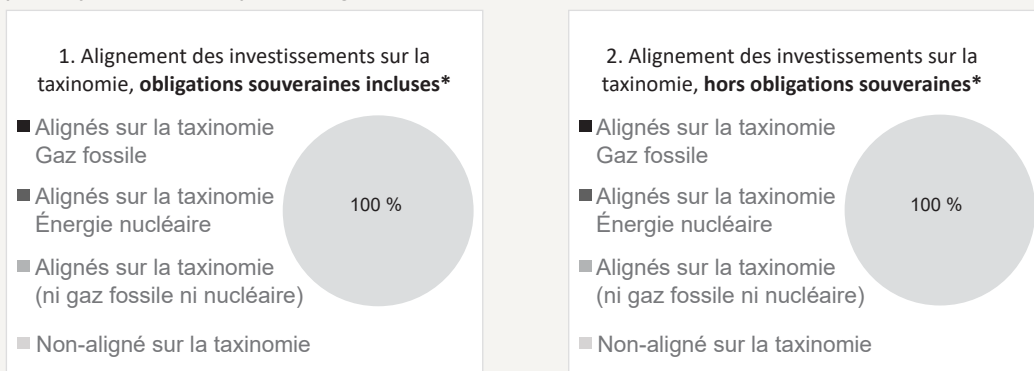 1. Alignement des investissements sur la
taxinomie, obligations souveraines incluses*
Alignés sur la taxinomie
Gaz fossile
Alignés sur la taxinomie
Énergie nucléaire
Alignés sur la taxinomie
(ni gaz fossile ni nucléaire)
Non-aligné sur la taxinomie
100 %
2. Alignement des investissements sur la
taxinomie, hors obligations souveraines*
Alignés sur la taxinomie
Gaz fossile
Alignés sur la taxinomie
Énergie nucléaire
Alignés sur la taxinomie
(ni gaz fossile ni nucléaire)
Non-aligné sur la taxinomie
100 %